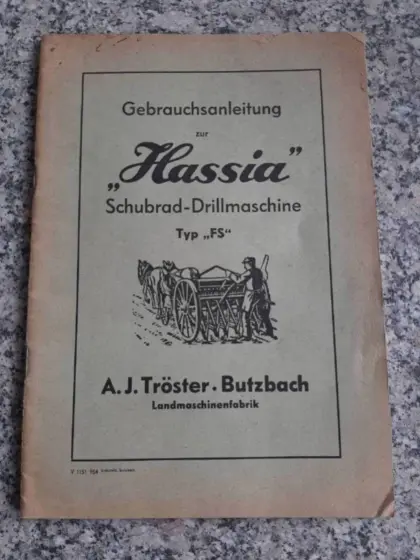 Gebrauchsanleitung
zur
„Hassia"
Schubrad-Drillmaschine
Typ „FS"
A. J. Tröster · Butzbach
Landmaschinenfabrik